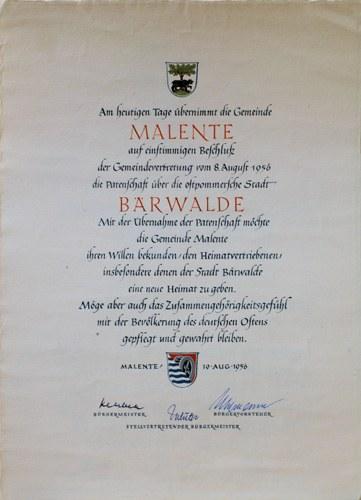 Am heutigen Tage übernimmt die Gemeinde
MALENTE
auf einstimmigen Beschluß
der Gemeindevertretung vom 8. August 1956
die Patenschaft über die ostpommersche Stadt
BÄRWALDE
Mit der Übernahme der Patenschaft möchte
die Gemeinde Malente
ihren Willen bekunden, den Heimatvertriebenen,
insbesondere denen der Stadt Bärwalde
eine neue Heimat zu geben.
Möge aber auch das Zusammengehörigkeitsgefühl
mit der Bevölkerung des deutschen Ostens
gepflegt und gewahrt bleiben.
MALENTE, 19·AUG·1956
BÜRGERMEISTER BÜRGERVORSTEHER
STELLVERTRETENDER BÜRGERMEISTER